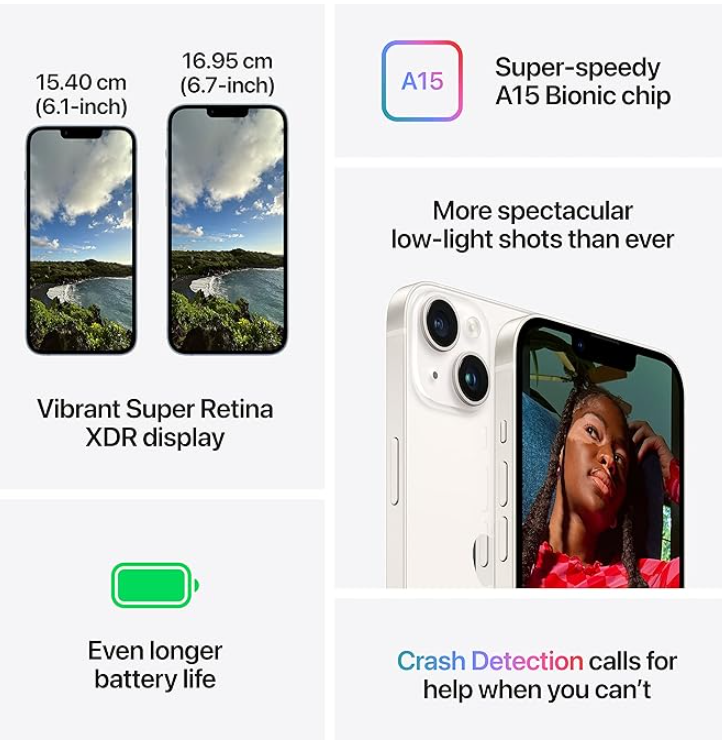 15.40 cm
(6.1-inch)
16.95 cm
(6.7-inch)
Vibrant Super Retina
XDR display
A15
Super-speedy
A15 Bionic chip
More spectacular
low-light shots than ever
Even longer
battery life
Crash Detection calls for
help when you can't